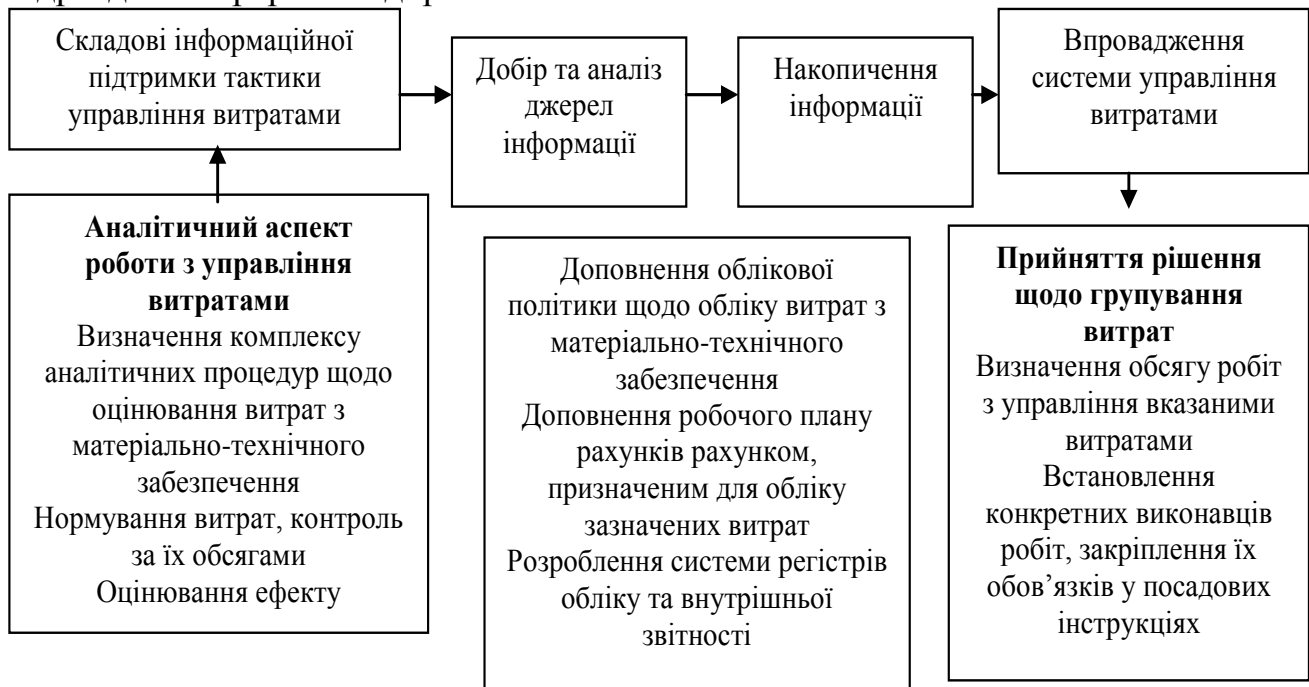 Складові інформаційної
підтримки тактики
управління витратами
Добір та аналіз
джерел
інформації
Накопичення
інформації
Впровадження
системи управління
витратами
Аналітичний аспект
роботи з управління
витратами
Визначення комплексу
аналітичних процедур щодо
оцінювання витрат з
матеріально-технічного
забезпечення
Нормування витрат, контроль
за їх обсягами
Оцінювання ефекту
Доповнення облікової
політики щодо обліку витрат з
матеріально-технічного
забезпечення
Доповнення робочого плану
рахунків рахунком,
призначеним для обліку
зазначених витрат
Розроблення системи регістрів
обліку та внутрішньої
звітності
Прийняття рішення
щодо групування
витрат
Визначення обсягу робіт
з управління вказаними
витратами
Встановлення
конкретних виконавців
робіт, закріплення їх
обов’язків у посадових
інструкціях